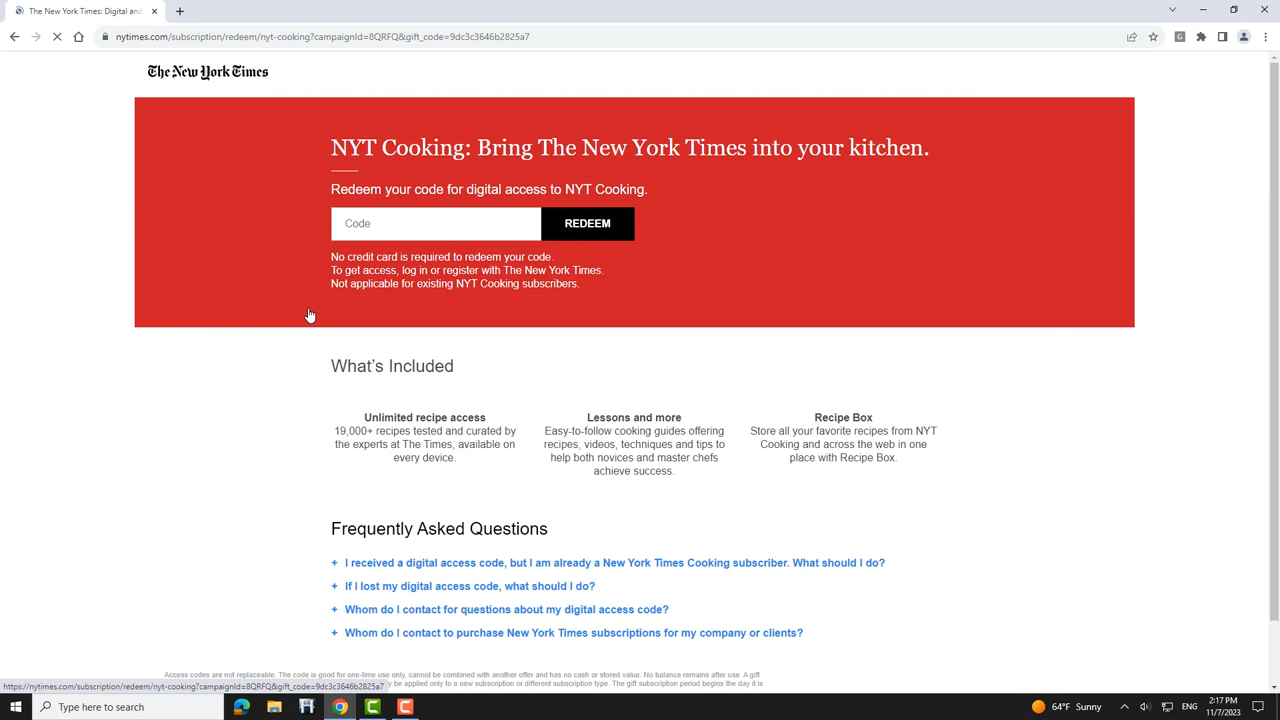 The New York Times: Digital and
nytimes.com/subscription/redeem/nyt-cooking?campaignId=8QRFQ&gift_code=9dc3c3646b2825a7
The New York Times
NYT Cooking: Bring The New York Times into your kitchen.
Redeem your code for digital access to NYT Cooking.
Code
REDEEM
No credit card is required to redeem your code.
To get access, log in or register with The New York Times.
Not applicable for existing NYT Cooking subscribers.
What's Included
Unlimited recipe access
19,000+ recipes tested and curated by
the experts at The Times, available on
every device.
Lessons and more
Easy-to-follow cooking guides offering
recipes, videos, techniques and tips to
help both novices and master chefs
achieve success.
Recipe Box
Store all your favorite recipes from NYT
Cooking and across the web in one
place with Recipe Box.
Frequently Asked Questions
+ I received a digital access code, but I am already a New York Times Cooking subscriber. What should I do?
+ If I lost my digital access code, what should I do?
+ Whom do I contact for questions about my digital access code?
+ Whom do I contact to purchase New York Times subscriptions for my company or clients?
Access codes are not replaceable. The code is good for one-time use only, cannot be combined with another offer and has no cash or stored value. No balance remains after use. A gift
be applied only to a new subscription or different subscription type. The gift subscription period begins the day it is
https://nytimes.com/subscription/redeem/nyt-cooking?campaignId=8QRFQ&gift_code=9dc3c3646b2825a7
Type here to search
64°F Sunny
ENG
2:17 PM
11/7/2023